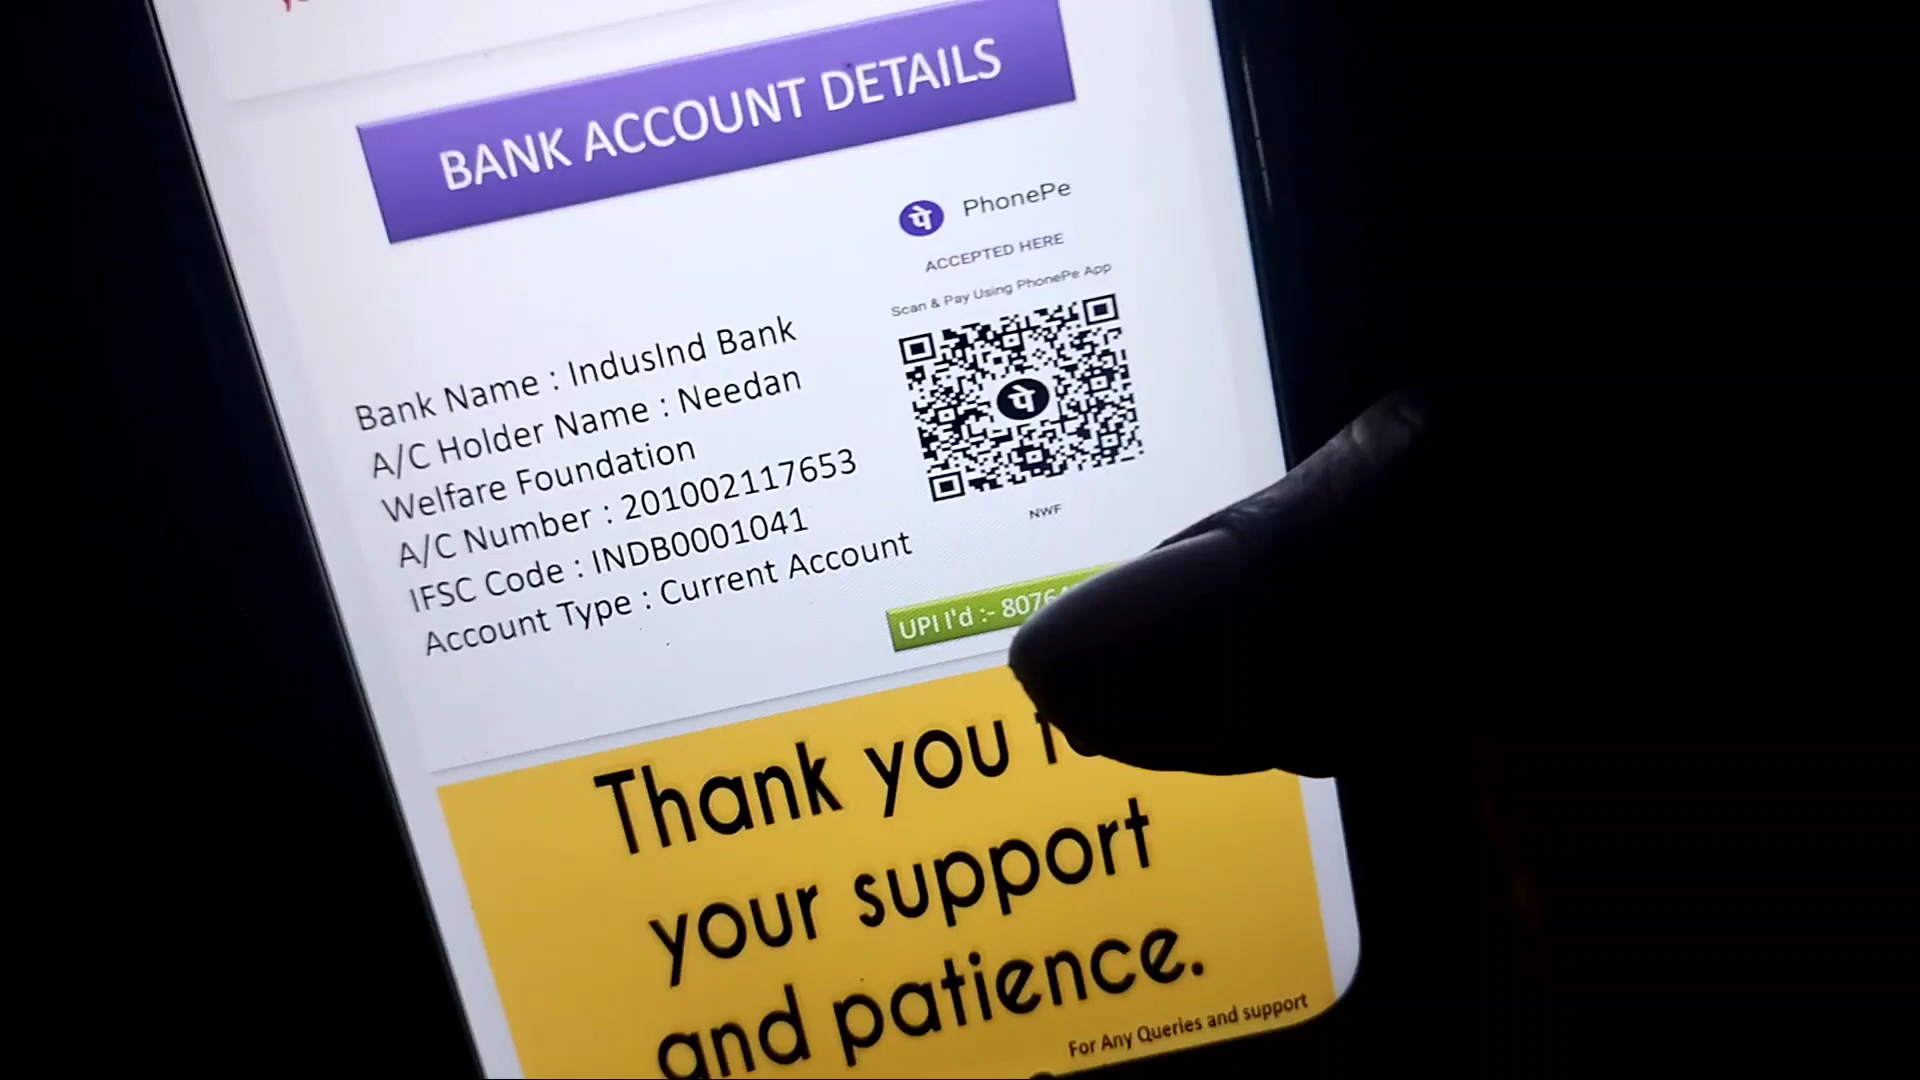 BANK ACCOUNT DETAILS
पे PhonePe
ACCEPTED HERE
Scan & Pay Using PhonePe App
पे
NWF
Bank Name : IndusInd Bank
A/C Holder Name : Needan
Welfare Foundation
A/C Number : 201002117653
IFSC Code : INDB0001041
Account Type : Current Account
UPI I'd :- 8076
Thank you
your support
and patience.
For Any Queries and support